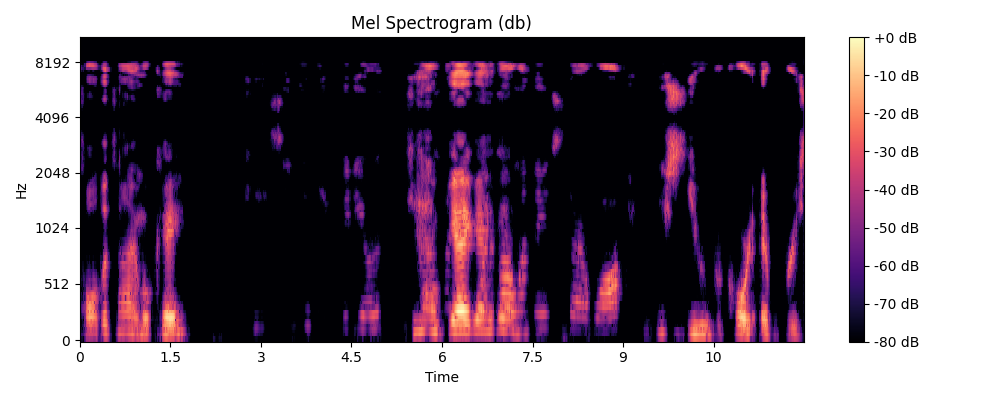 Mel Spectrogram (db)
8192
4096
2048
1024
512
0
Hz
0 1.5 3 4.5 6 7.5 9 10
Time
+0 dB
-10 dB
-20 dB
-30 dB
-40 dB
-50 dB
-60 dB
-70 dB
-80 dB